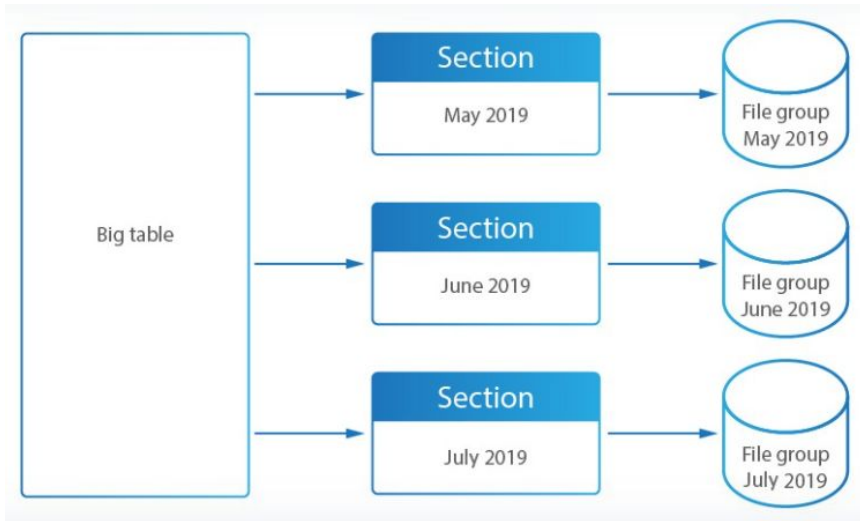 Big table
Section
May 2019
File group
May 2019
Section
June 2019
File group
June 2019
Section
July 2019
File group
July 2019